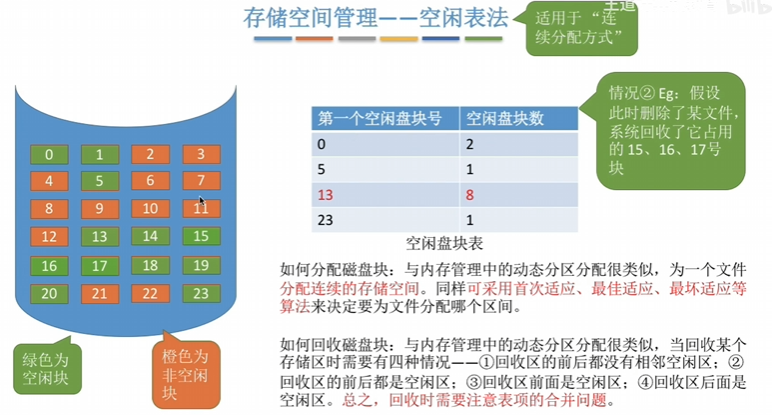 存储空间管理——空闲表法
适用于“连
续分配方式”
情况② Eg：假设
此时删除了某文件，
系统回收了它占用
的 15、16、17号
块
第一个空闲盘块号 空闲盘块数
0 2
5 1
13 8
23 1
空闲盘块表
0 1 2 3
4 5 6 7
8 9 10 11
12 13 14 15
16 17 18 19
20 21 22 23
绿色为
空闲块
橙色为
非空闲
块
如何分配磁盘块：与内存管理中的动态分区分配很类似，为一个文件
分配连续的存储空间。同样可采用首次适应、最佳适应、最坏适应等
算法来决定要为文件分配哪个区间。
如何回收磁盘块：与内存管理中的动态分区分配很类似，当回收某个
存储区时需要有四种情况——①回收区的前后都没有相邻空闲区；②
回收区的前后都是空闲区；③回收区前面是空闲区；④回收区后面是
空闲区。总之，回收时需要注意表项的合并问题。